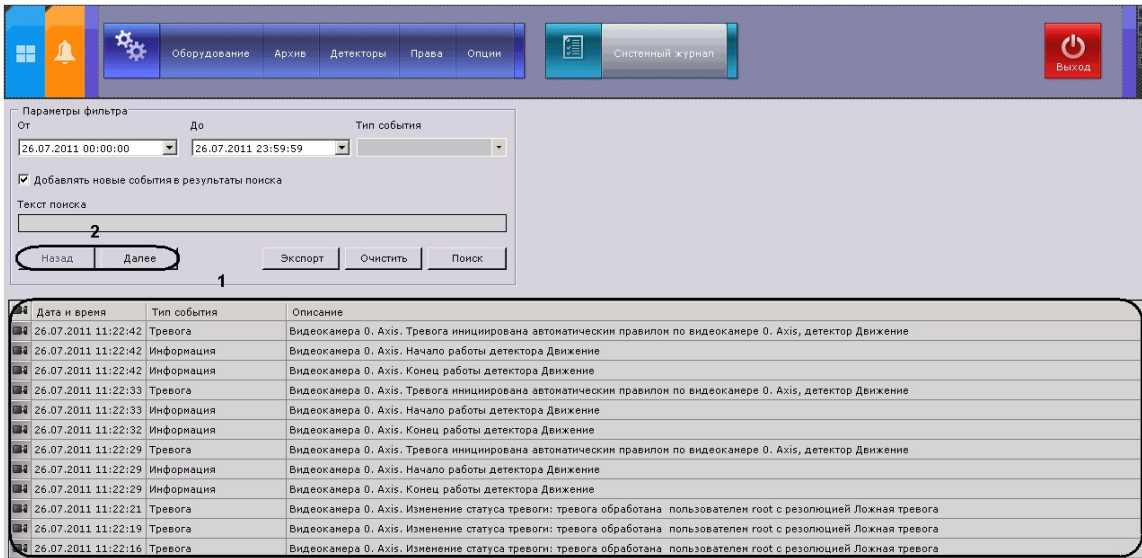 Оборудование Архив Детекторы Права Опции Системный журнал Выход
Параметры фильтра
От До Тип события
26.07.2011 00:00:00 26.07.2011 23:59:59
Добавлять новые события в результаты поиска
Текст поиска
2
Назад Далее Экспорт Очистить Поиск
1
Дата и время Тип события Описание
26.07.2011 11:22:42 Тревога Видеокамера 0. Axis. Тревога инициирована автоматическим правилом по видеокамере 0. Axis, детектор Движение
26.07.2011 11:22:42 Информация Видеокамера 0. Axis. Начало работы детектора Движение
26.07.2011 11:22:42 Информация Видеокамера 0. Axis. Конец работы детектора Движение
26.07.2011 11:22:33 Тревога Видеокамера 0. Axis. Тревога инициирована автоматическим правилом по видеокамере 0. Axis, детектор Движение
26.07.2011 11:22:33 Информация Видеокамера 0. Axis. Начало работы детектора Движение
26.07.2011 11:22:32 Информация Видеокамера 0. Axis. Конец работы детектора Движение
26.07.2011 11:22:29 Тревога Видеокамера 0. Axis. Тревога инициирована автоматическим правилом по видеокамере 0. Axis, детектор Движение
26.07.2011 11:22:29 Информация Видеокамера 0. Axis. Начало работы детектора Движение
26.07.2011 11:22:29 Информация Видеокамера 0. Axis. Конец работы детектора Движение
26.07.2011 11:22:21 Тревога Видеокамера 0. Axis. Изменение статуса тревоги: тревога обработана пользователем root с резолюцией Ложная тревога
26.07.2011 11:22:19 Тревога Видеокамера 0. Axis. Изменение статуса тревоги: тревога обработана пользователем root с резолюцией Ложная тревога
26.07.2011 11:22:16 Тревога Видеокамера 0. Axis. Изменение статуса тревоги: тревога обработана пользователем root с резолюцией Ложная тревога